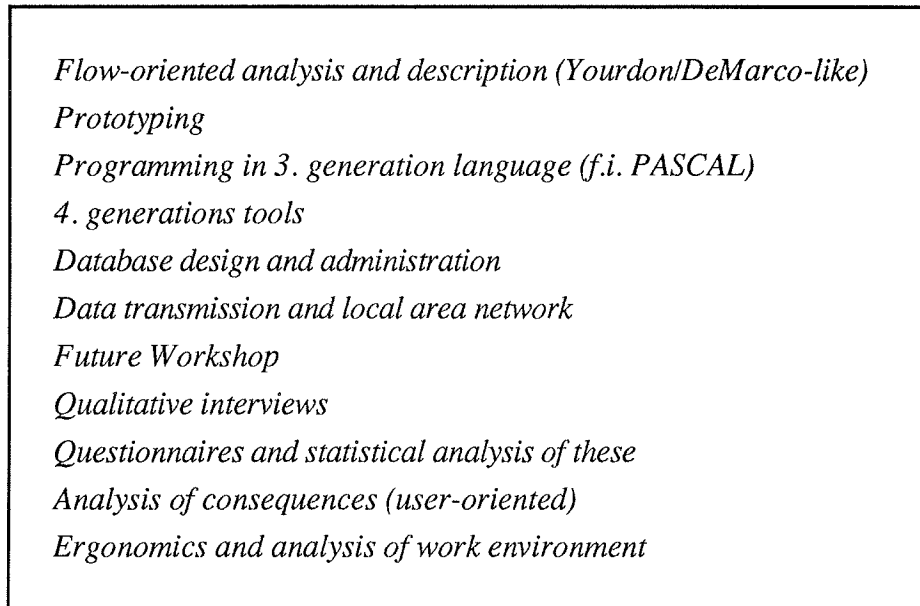 Flow-oriented analysis and description (Yourdon/DeMarco-like)
Prototyping
Programming in 3. generation language (f.i. PASCAL)
4. generations tools
Database design and administration
Data transmission and local area network
Future Workshop
Qualitative interviews
Questionnaires and statistical analysis of these
Analysis of consequences (user-oriented)
Ergonomics and analysis of work environment